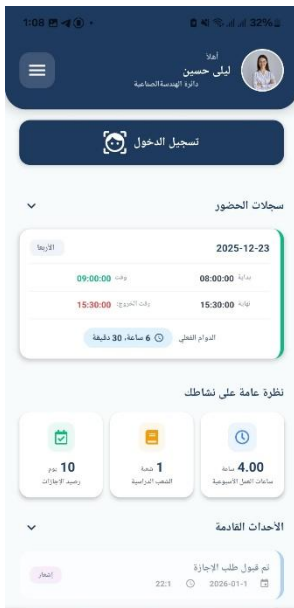 1:08
32%
أهلاً
ليلى حسين
دائرة الهندسة الصناعية
تسجيل الدخول
سجلات الحضور
2025-12-23 الأربعا
بداية 08:00:00 وقت 09:00:00
نهاية 15:30:00 وقت الخروج: 15:30:00
الدوام الفعلي 6 ساعة، 30 دقيقة
نظرة عامة على نشاطك
4.00 ساعة
ساعات العمل الأسبوعية
1 شعبة
الشعب الدراسية
10 يوم
رصيد الإجازات
الأحداث القادمة
تم قبول طلب الإجازة
إشعار
2026-01-1 22:1